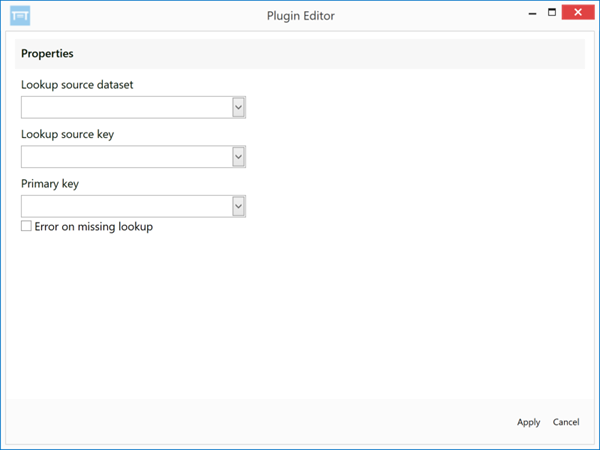 Plugin Editor
Properties
Lookup source dataset
Lookup source key
Primary key
Error on missing lookup
Apply Cancel